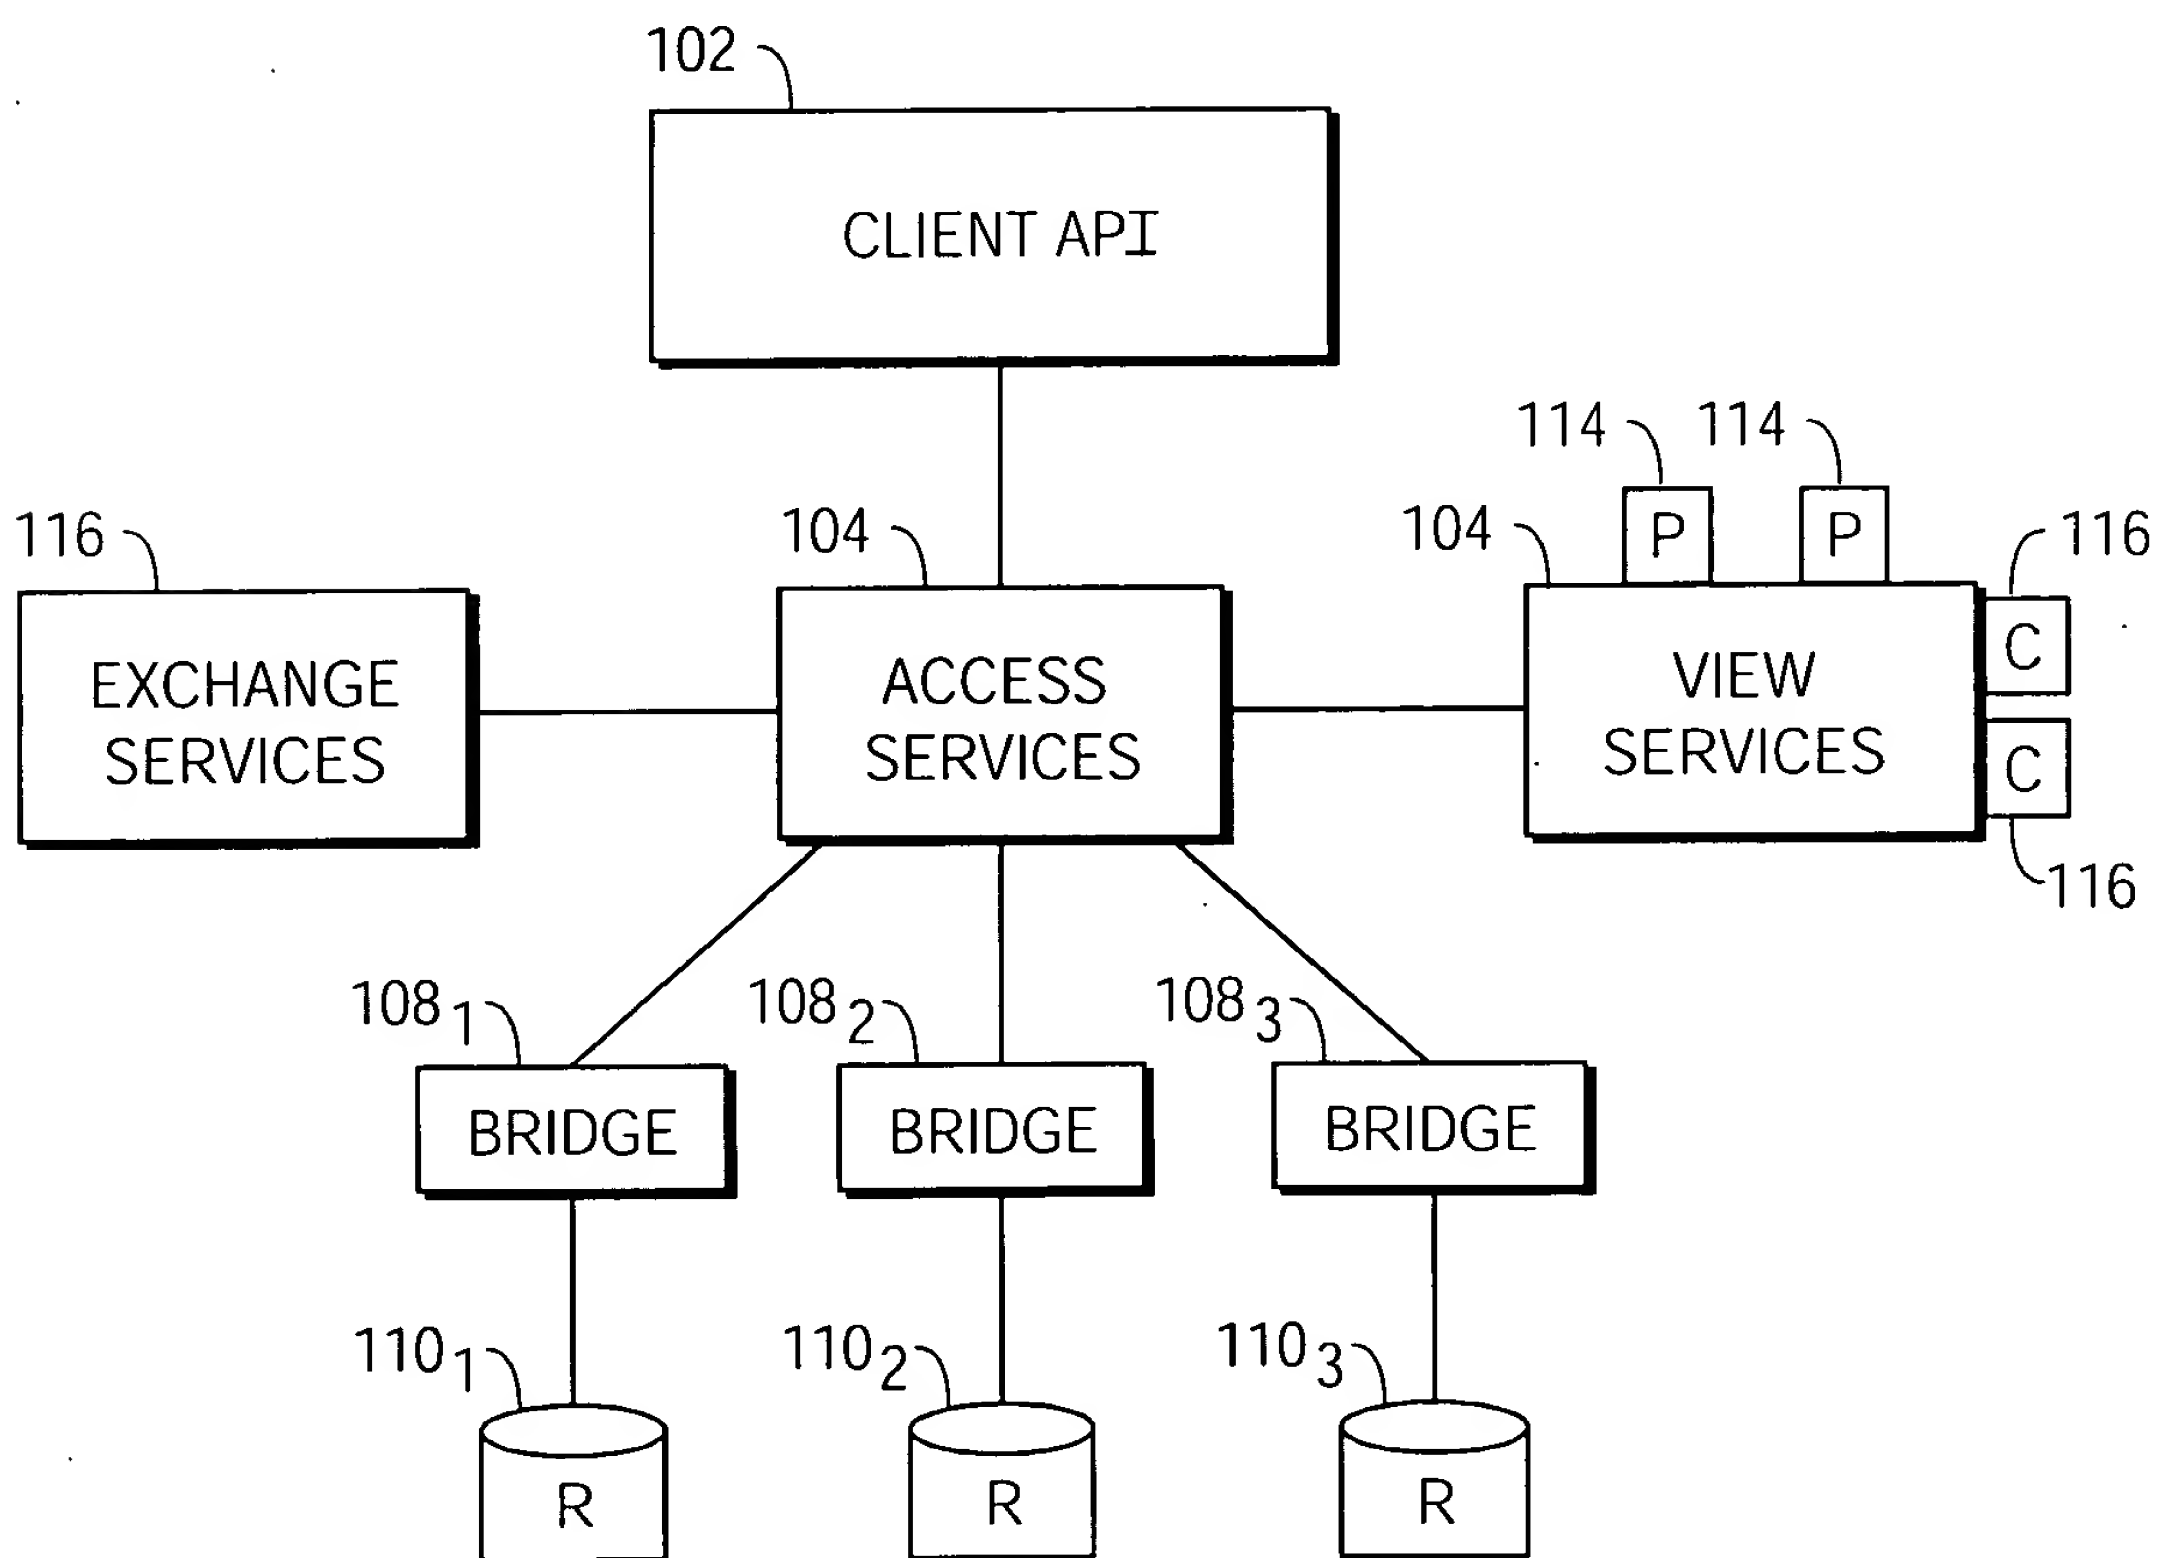 102
CLIENT API
114 114
116 104 104 P P 116
EXCHANGE
SERVICES
ACCESS
SERVICES
VIEW
SERVICES
C
C
116
108 1 108 2 108 3
BRIDGE BRIDGE BRIDGE
110 1 110 2 110 3
R R R